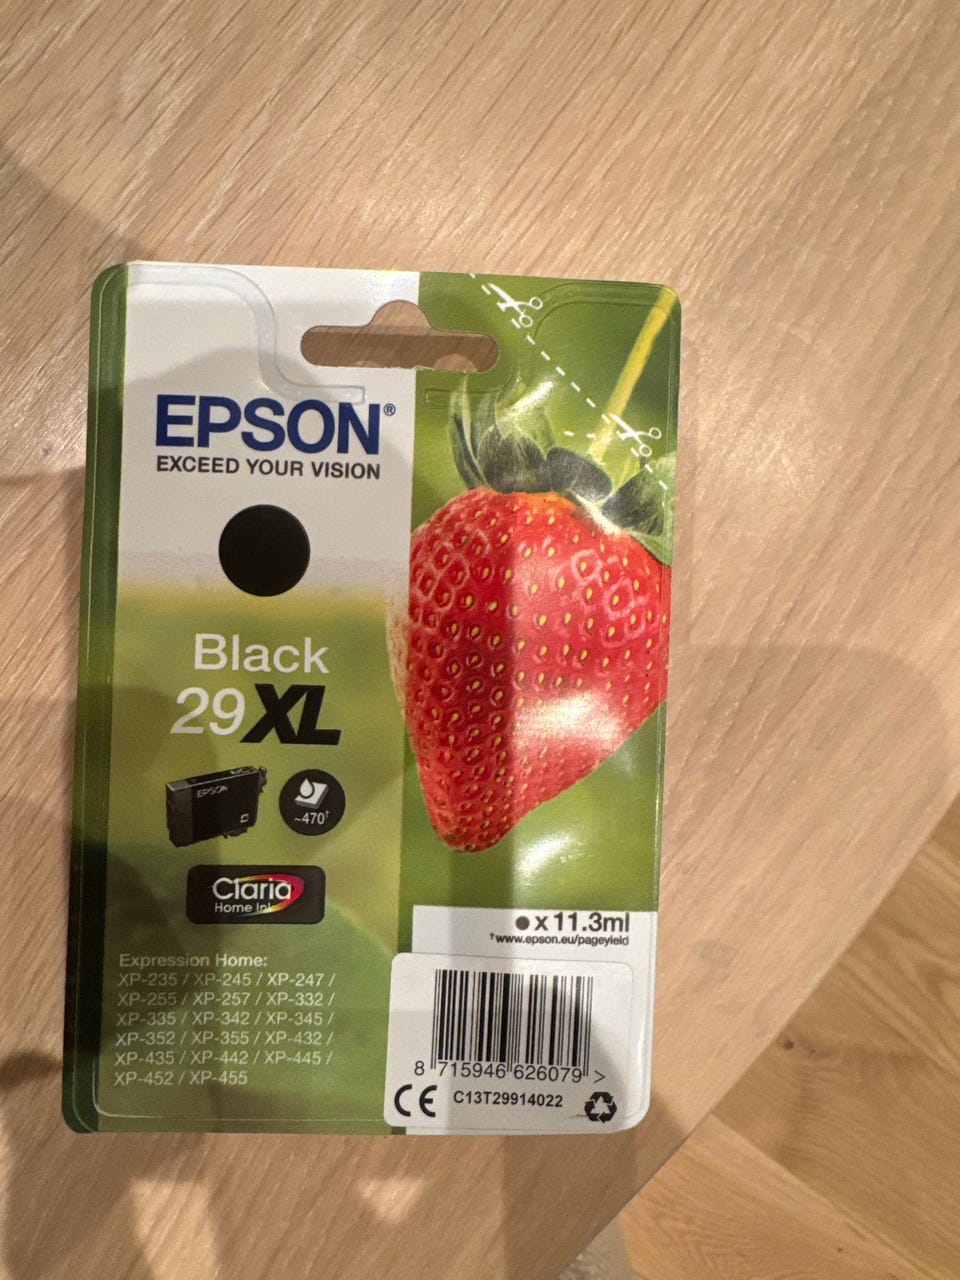 EPSON®
EXCEED YOUR VISION
Black
29XL
EPSON
~470†
Claria
Home Ink
x 11.3ml
†www.epson.eu/pageyield
Expression Home:
XP-235 / XP-245 / XP-247 /
XP-255 / XP-257 / XP-332 /
XP-335 / XP-342 / XP-345 /
XP-352 / XP-355 / XP-432 /
XP-435 / XP-442 / XP-445 /
XP-452 / XP-455
8 715946 626079 >
CE C13T29914022